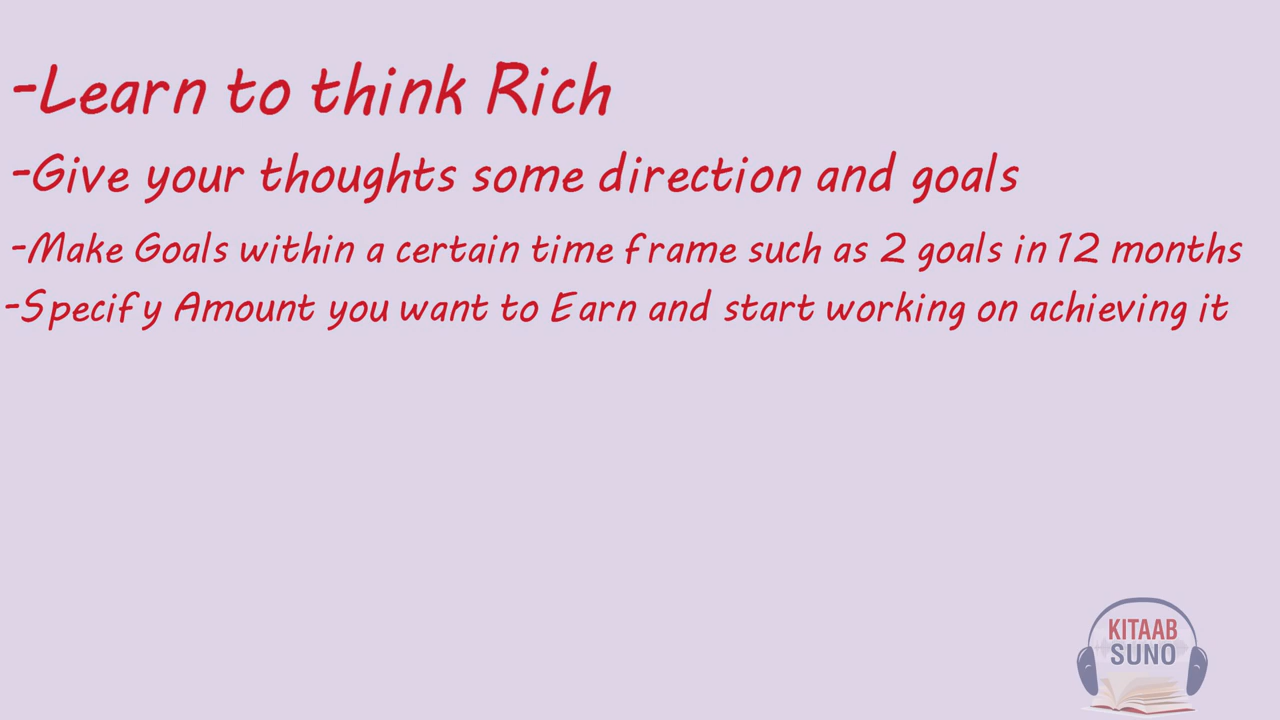 -Learn to think Rich
-Give your thoughts some direction and goals
-Make Goals within a certain time frame such as 2 goals in 12 months
-Specify Amount you want to Earn and start working on achieving it
KITAAB
SUNO